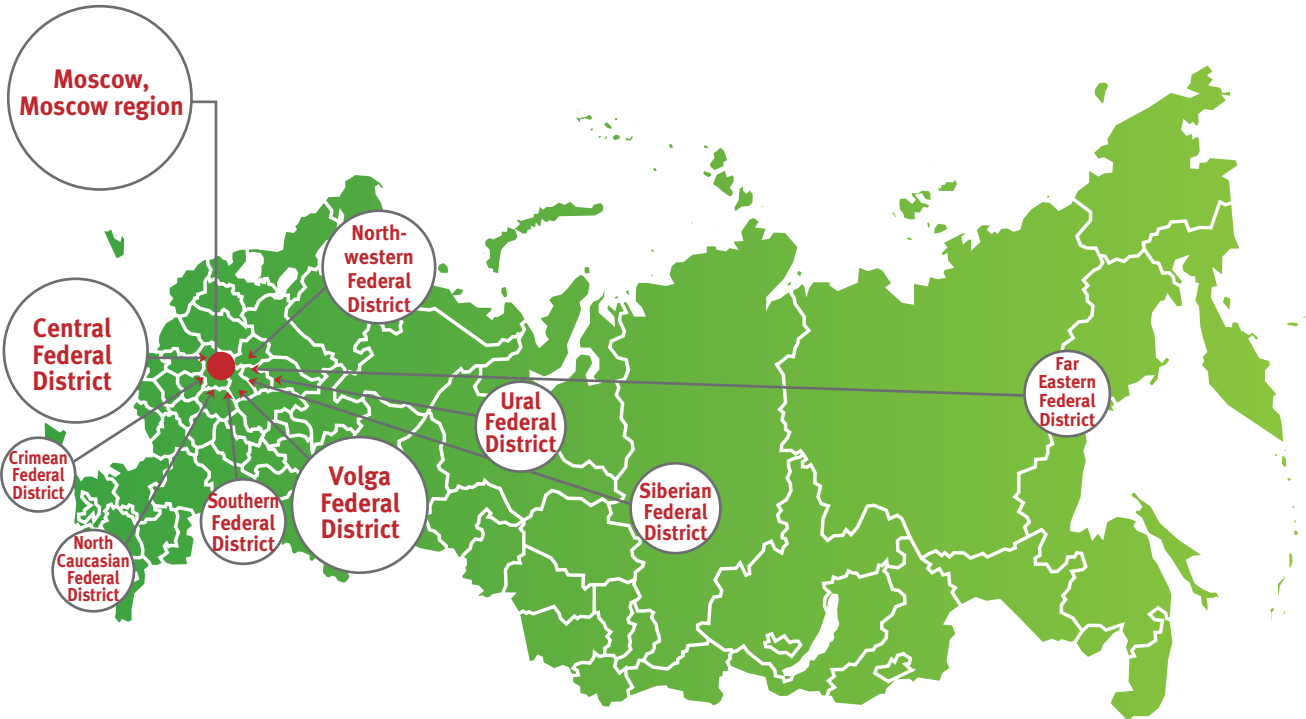 Moscow,
Moscow region
North-
western
Federal
District
Central
Federal
District
Far
Eastern
Federal
District
Ural
Federal
District
Crimean
Federal
District
Volga
Federal
District
Siberian
Federal
District
Southern
Federal
District
North
Caucasian
Federal
District